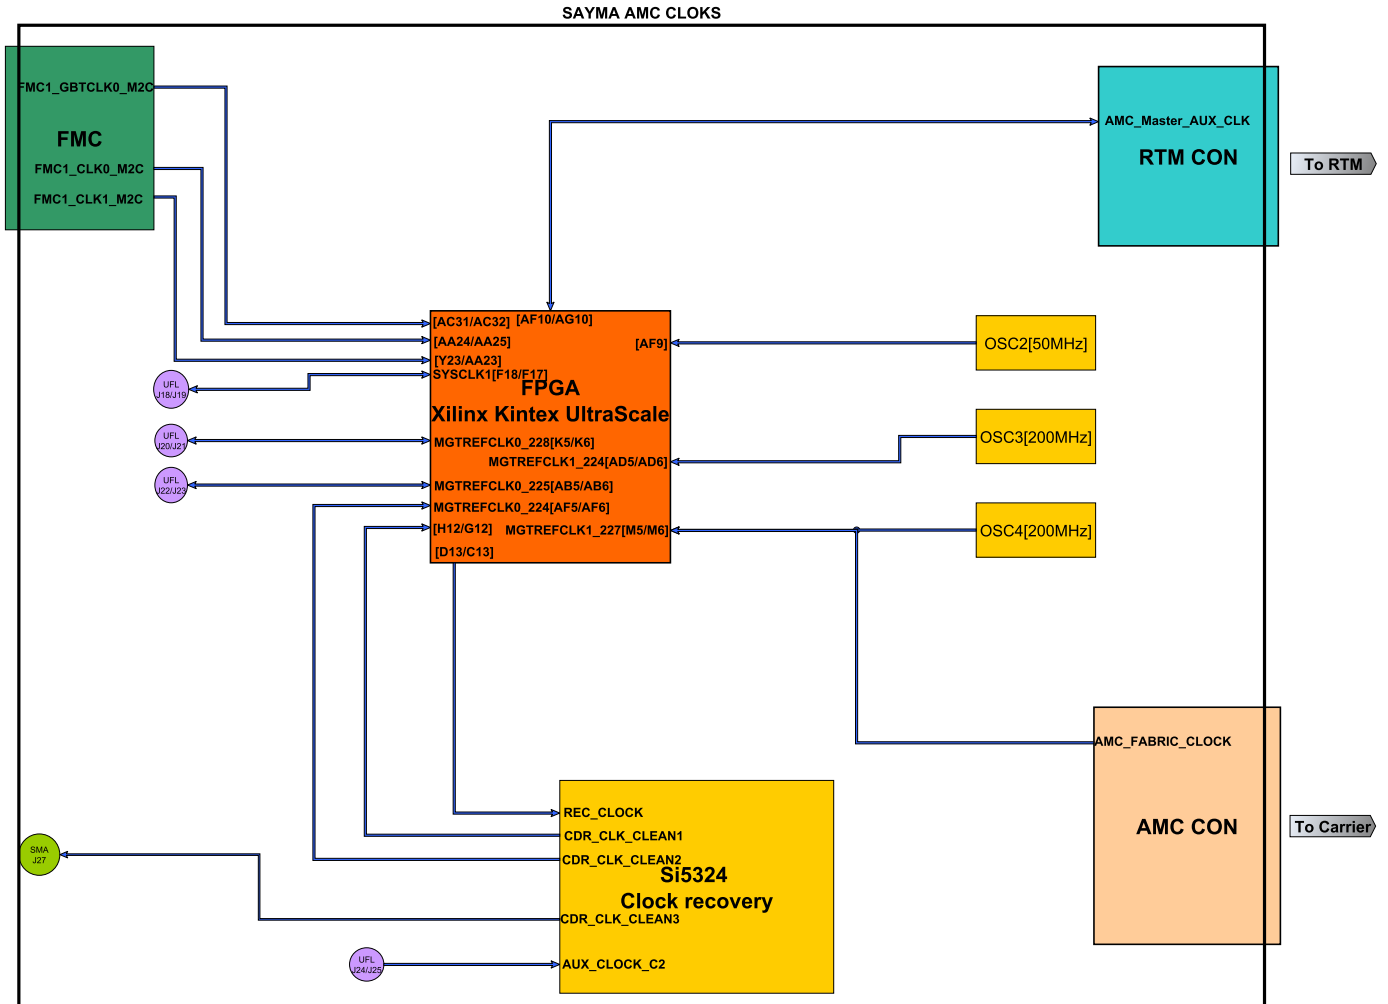 SAYMA AMC CLOKS
FMC1_GBTCLK0_M2C
FMC
FMC1_CLK0_M2C
FMC1_CLK1_M2C
AMC_Master_AUX_CLK
RTM CON
To RTM
[AC31/AC32]
[AF10/AG10]
[AA24/AA25]
[AF9]
[Y23/AA23]
SYSCLK1[F18/F17]
FPGA
Xilinx Kintex UltraScale
OSC2[50MHz]
UFL
J18/J19
UFL
J20/J21
UFL
J22/J23
MGTREFCLK0_228[K5/K6]
MGTREFCLK1_224[AD5/AD6]
MGTREFCLK0_225[AB5/AB6]
MGTREFCLK0_224[AF5/AF6]
[H12/G12]
MGTREFCLK1_227[M5/M6]
[D13/C13]
OSC3[200MHz]
OSC4[200MHz]
AMC_FABRIC_CLOCK
AMC CON
To Carrier
REC_CLOCK
CDR_CLK_CLEAN1
CDR_CLK_CLEAN2
Si5324
Clock recovery
CDR_CLK_CLEAN3
AUX_CLOCK_C2
SMA
J27
UFL
J24/J25